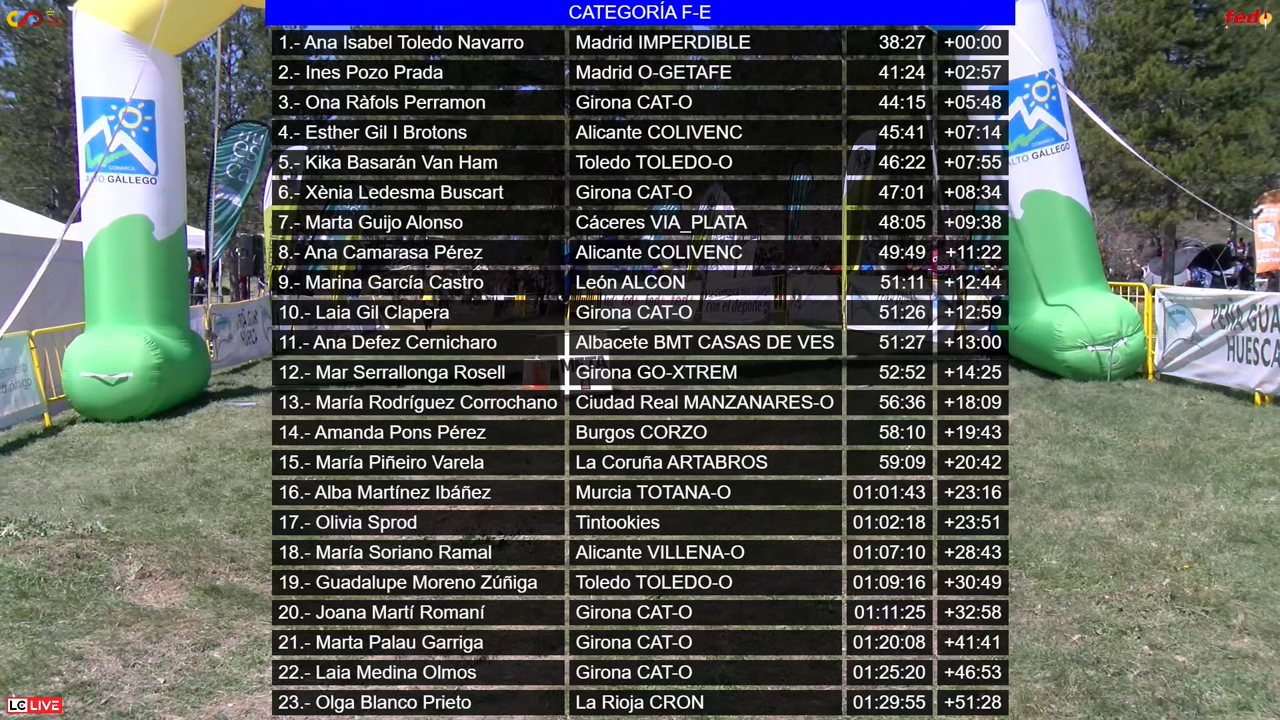 CATEGORÍA F-E
1.- Ana Isabel Toledo Navarro Madrid IMPERDIBLE 38:27 +00:00
2.- Ines Pozo Prada Madrid O-GETAFE 41:24 +02:57
3.- Ona Ràfols Perramon Girona CAT-O 44:15 +05:48
4.- Esther Gil I Brotons Alicante COLIVENC 45:41 +07:14
5.- Kika Basarán Van Ham Toledo TOLEDO-O 46:22 +07:55
6.- Xènia Ledesma Buscart Girona CAT-O 47:01 +08:34
7.- Marta Guijo Alonso Cáceres VIA_PLATA 48:05 +09:38
8.- Ana Camarasa Pérez Alicante COLIVENC 49:49 +11:22
9.- Marina García Castro León ALCON 51:11 +12:44
10.- Laia Gil Clapera Girona CAT-O 51:26 +12:59
11.- Ana Defez Cernicharo Albacete BMT CASAS DE VES 51:27 +13:00
12.- Mar Serrallonga Rosell Girona GO-XTREM 52:52 +14:25
13.- María Rodríguez Corrochano Ciudad Real MANZANARES-O 56:36 +18:09
14.- Amanda Pons Pérez Burgos CORZO 58:10 +19:43
15.- María Piñeiro Varela La Coruña ARTABROS 59:09 +20:42
16.- Alba Martínez Ibáñez Murcia TOTANA-O 01:01:43 +23:16
17.- Olivia Sprod Tintookies 01:02:18 +23:51
18.- María Soriano Ramal Alicante VILLENA-O 01:07:10 +28:43
19.- Guadalupe Moreno Zúñiga Toledo TOLEDO-O 01:09:16 +30:49
20.- Joana Martí Romaní Girona CAT-O 01:11:25 +32:58
21.- Marta Palau Garriga Girona CAT-O 01:20:08 +41:41
22.- Laia Medina Olmos Girona CAT-O 01:25:20 +46:53
23.- Olga Blanco Prieto La Rioja CRON 01:29:55 +51:28
fedo
COMARCA
ALTO GÁLLEGO
ALTO GÁLLEGO
PEÑA GUA
HUESCA
LG LIVE